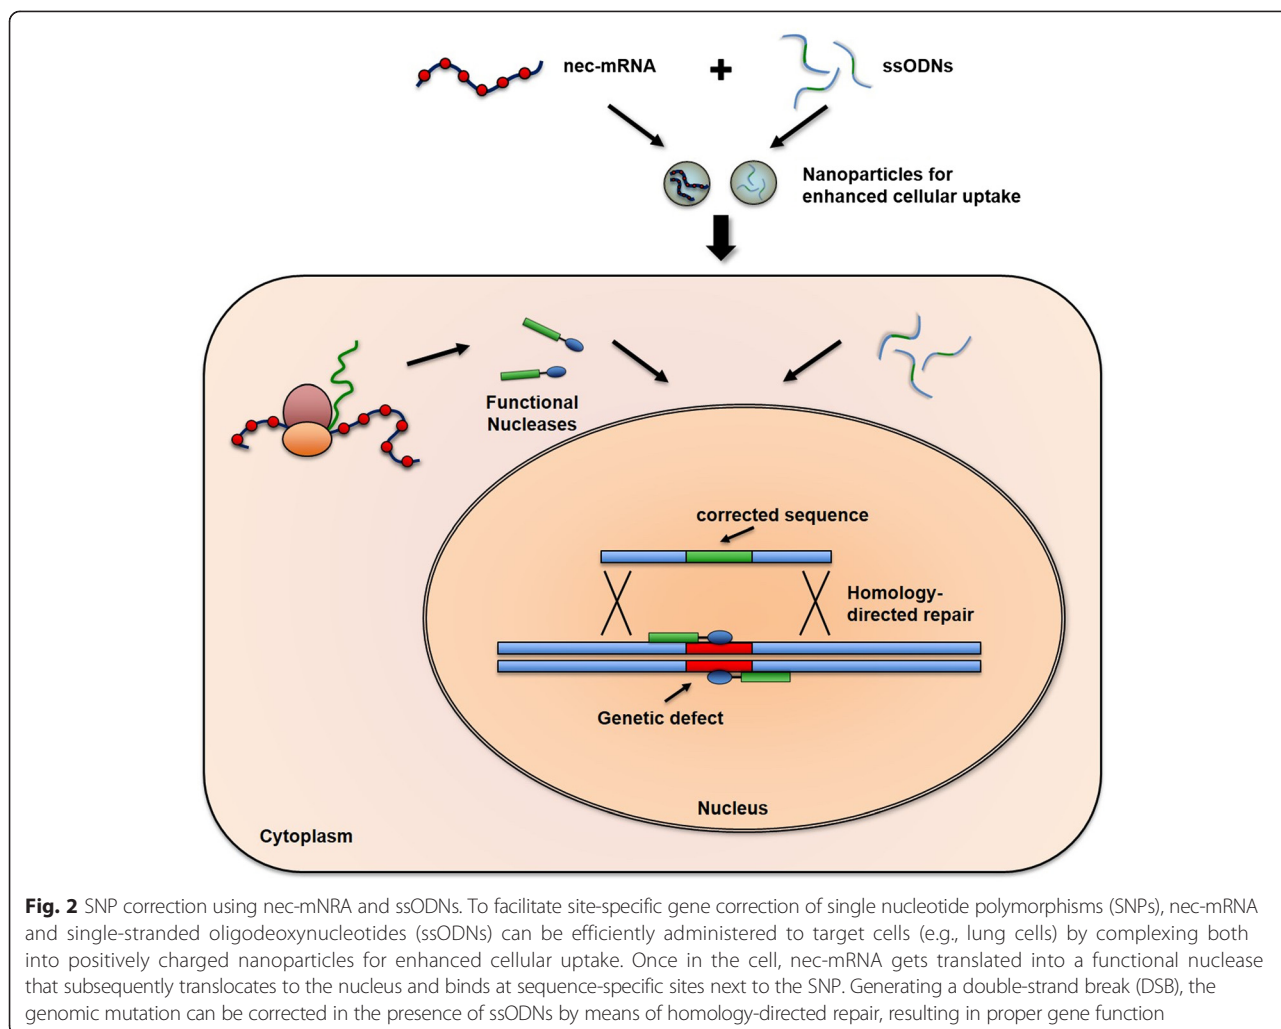 nec-mRNA + ssODNs
Nanoparticles for
enhanced cellular uptake
Functional
Nucleases
corrected sequence
Homology-
directed repair
Genetic defect
Nucleus
Cytoplasm
Fig. 2 SNP correction using nec-mNRA and ssODNs. To facilitate site-specific gene correction of single nucleotide polymorphisms (SNPs), nec-mRNA
and single-stranded oligodeoxynucleotides (ssODNs) can be efficiently administered to target cells (e.g., lung cells) by complexing both
into positively charged nanoparticles for enhanced cellular uptake. Once in the cell, nec-mRNA gets translated into a functional nuclease
that subsequently translocates to the nucleus and binds at sequence-specific sites next to the SNP. Generating a double-strand break (DSB), the
genomic mutation can be corrected in the presence of ssODNs by means of homology-directed repair, resulting in proper gene function